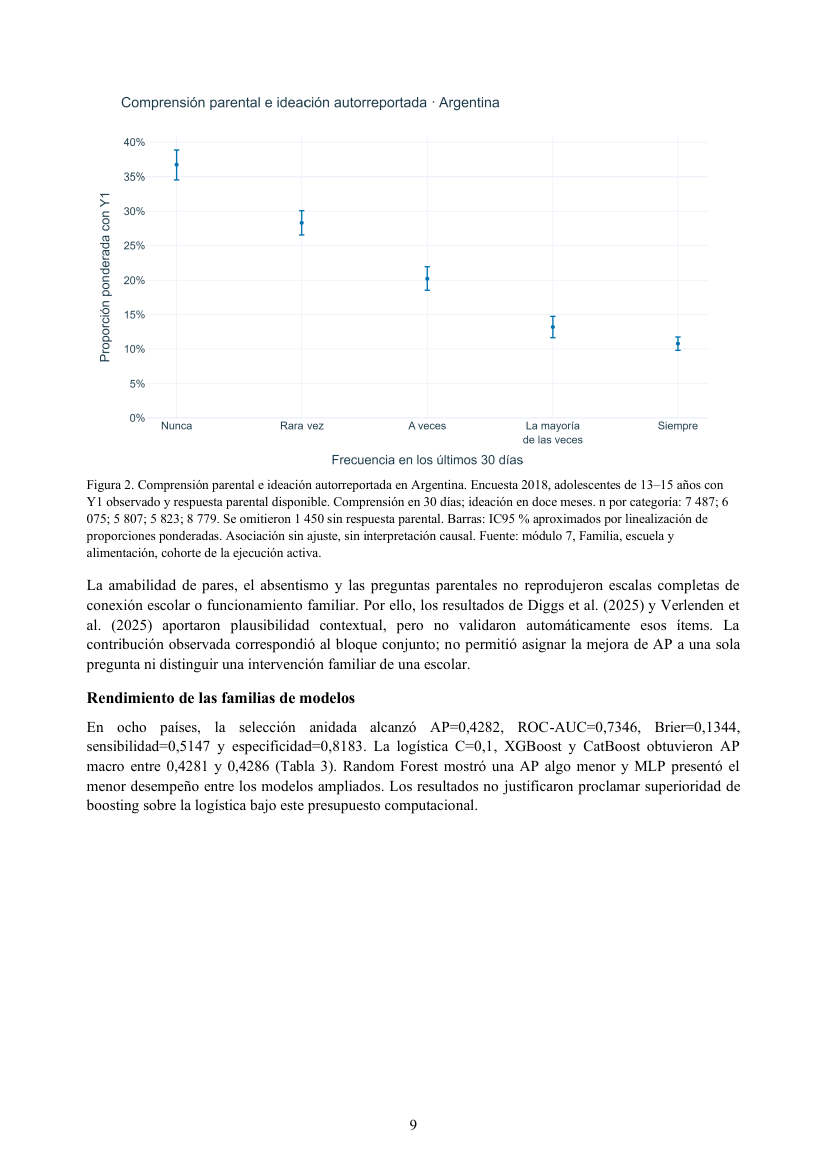 Comprensión parental e ideación autorreportada · Argentina
40%
35%
30%
25%
20%
15%
10%
5%
0%
Proporción ponderada con Y1
Nunca
Rara vez
A veces
La mayoría
de las veces
Siempre
Frecuencia en los últimos 30 días
Figura 2. Comprensión parental e ideación autorreportada en Argentina. Encuesta 2018, adolescentes de 13–15 años con
Y1 observado y respuesta parental disponible. Comprensión en 30 días; ideación en doce meses. n por categoría: 7 487; 6
075; 5 807; 5 823; 8 779. Se omitieron 1 450 sin respuesta parental. Barras: IC95 % aproximados por linealización de
proporciones ponderadas. Asociación sin ajuste, sin interpretación causal. Fuente: módulo 7, Familia, escuela y
alimentación, cohorte de la ejecución activa.
La amabilidad de pares, el absentismo y las preguntas parentales no reprodujeron escalas completas de
conexión escolar o funcionamiento familiar. Por ello, los resultados de Diggs et al. (2025) y Verlenden et
al. (2025) aportaron plausibilidad contextual, pero no validaron automáticamente esos ítems. La
contribución observada correspondió al bloque conjunto; no permitió asignar la mejora de AP a una sola
pregunta ni distinguir una intervención familiar de una escolar.
Rendimiento de las familias de modelos
En ocho países, la selección anidada alcanzó AP=0,4282, ROC-AUC=0,7346, Brier=0,1344,
sensibilidad=0,5147 y especificidad=0,8183. La logística C=0,1, XGBoost y CatBoost obtuvieron AP
macro entre 0,4281 y 0,4286 (Tabla 3). Random Forest mostró una AP algo menor y MLP presentó el
menor desempeño entre los modelos ampliados. Los resultados no justificaron proclamar superioridad de
boosting sobre la logística bajo este presupuesto computacional.
9